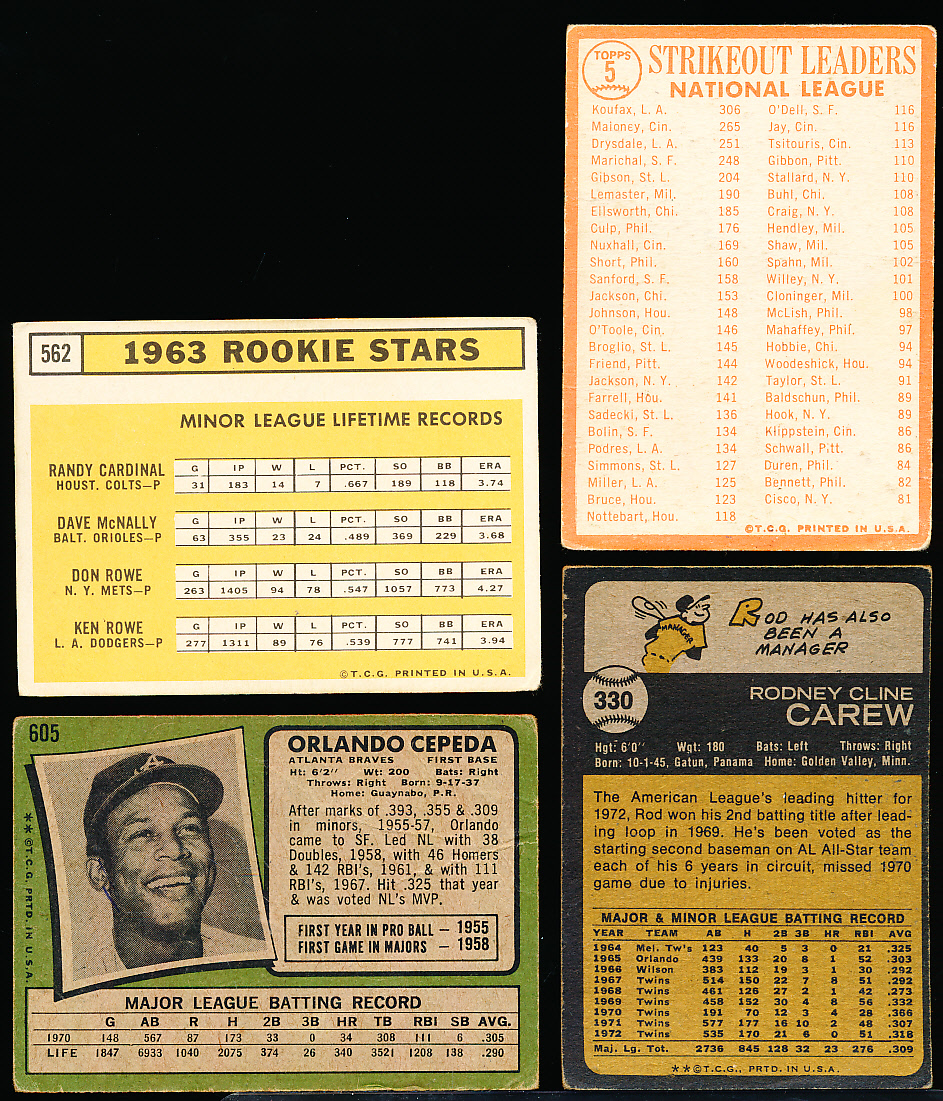 TOPPS
5
STRIKEOUT LEADERS
NATIONAL LEAGUE
Koufax, L. A. 306 O'Dell, S. F. 116
Maloney, Cin. 265 Jay, Cin. 116
Drysdale, L. A. 251 Tsitouris, Cin. 113
Marichal, S. F. 248 Gibbon, Pitt. 110
Gibson, St. L. 204 Stallard, N. Y. 110
Lemaster, Mil. 190 Buhl, Chi. 108
Ellsworth, Chi. 185 Craig, N. Y. 108
Culp, Phil. 176 Hendley, Mil. 105
Nuxhall, Cin. 169 Shaw, Mil. 105
Short, Phil. 160 Spahn, Mil. 102
Sanford, S. F. 158 Willey, N. Y. 101
Jackson, Chi. 153 Cloninger, Mil. 100
Johnson, Hou. 148 McLish, Phil. 98
O'Toole, Cin. 146 Mahaffey, Phil. 97
Broglio, St. L. 145 Hobbie, Chi. 94
Friend, Pitt. 144 Woodeshick, Hou. 94
Jackson, N. Y. 142 Taylor, St. L. 91
Farrell, Hou. 141 Baldschun, Phil. 89
Sadecki, St. L. 136 Hook, N. Y. 89
Bolin, S. F. 134 Klippstein, Cin. 86
Podres, L. A. 134 Schwall, Pitt. 86
Simmons, St. L. 127 Duren, Phil. 84
Miller, L. A. 125 Bennett, Phil. 82
Bruce, Hou. 123 Cisco, N. Y. 81
Nottebart, Hou. 118
©T.C.G. PRINTED IN U.S.A.
562 1963 ROOKIE STARS
MINOR LEAGUE LIFETIME RECORDS
RANDY CARDINAL
HOUST. COLTS—P
G IP W L PCT. SO BB ERA
31 183 14 7 .667 189 118 3.74
DAVE McNALLY
BALT. ORIOLES—P
G IP W L PCT. SO BB ERA
63 355 23 24 .489 369 229 3.68
DON ROWE
N. Y. METS—P
G IP W L PCT. SO BB ERA
263 1405 94 78 .547 1057 773 4.27
KEN ROWE
L. A. DODGERS—P
G IP W L PCT. SO BB ERA
277 1311 89 76 .539 777 741 3.94
©T.C.G. PRINTED IN U.S.A.
605
A
**©T.C.G. PRTD. IN U.S.A.
ORLANDO CEPEDA
ATLANTA BRAVES FIRST BASE
Ht: 6'2" Wt: 200 Bats: Right
Throws: Right Born: 9-17-37
Home: Guaynabo, P.R.
After marks of .393, .355 & .309
in minors, 1955-57, Orlando
came to SF. Led NL with 38
Doubles, 1958, with 46 Homers
& 142 RBI's, 1961, & with 111
RBI's, 1967. Hit .325 that year
& was voted NL's MVP.
FIRST YEAR IN PRO BALL — 1955
FIRST GAME IN MAJORS — 1958
MAJOR LEAGUE BATTING RECORD
G AB R H 2B 3B HR TB RBI SB AVG.
1970 148 567 87 173 33 0 34 308 111 6 .305
LIFE 1847 6933 1040 2075 374 26 340 3521 1208 138 .290
MANAGER
ROD HAS ALSO
BEEN A
MANAGER
330
RODNEY CLINE
CAREW
Hgt: 6'0" Wgt: 180 Bats: Left Throws: Right
Born: 10-1-45, Gatun, Panama Home: Golden Valley, Minn.
The American League's leading hitter for
1972, Rod won his 2nd batting title after lead-
ing loop in 1969. He's been voted as the
starting second baseman on AL All-Star team
each of his 6 years in circuit, missed 1970
game due to injuries.
MAJOR & MINOR LEAGUE BATTING RECORD
YEAR TEAM AB H 2B 3B HR RBI AVG
1964 Mel. Tw's 123 40 5 3 0 21 .325
1965 Orlando 439 133 20 8 1 52 .303
1966 Wilson 383 112 19 3 1 30 .292
1967 Twins 514 150 22 7 8 51 .292
1968 Twins 461 126 27 2 1 42 .273
1969 Twins 458 152 30 4 8 56 .332
1970 Twins 191 70 12 3 4 28 .366
1971 Twins 577 177 16 10 2 48 .307
1972 Twins 535 170 21 6 0 51 .318
Maj. Lg. Tot. 2736 845 128 32 23 276 .309
**©T.C.G., PRTD. IN U.S.A.